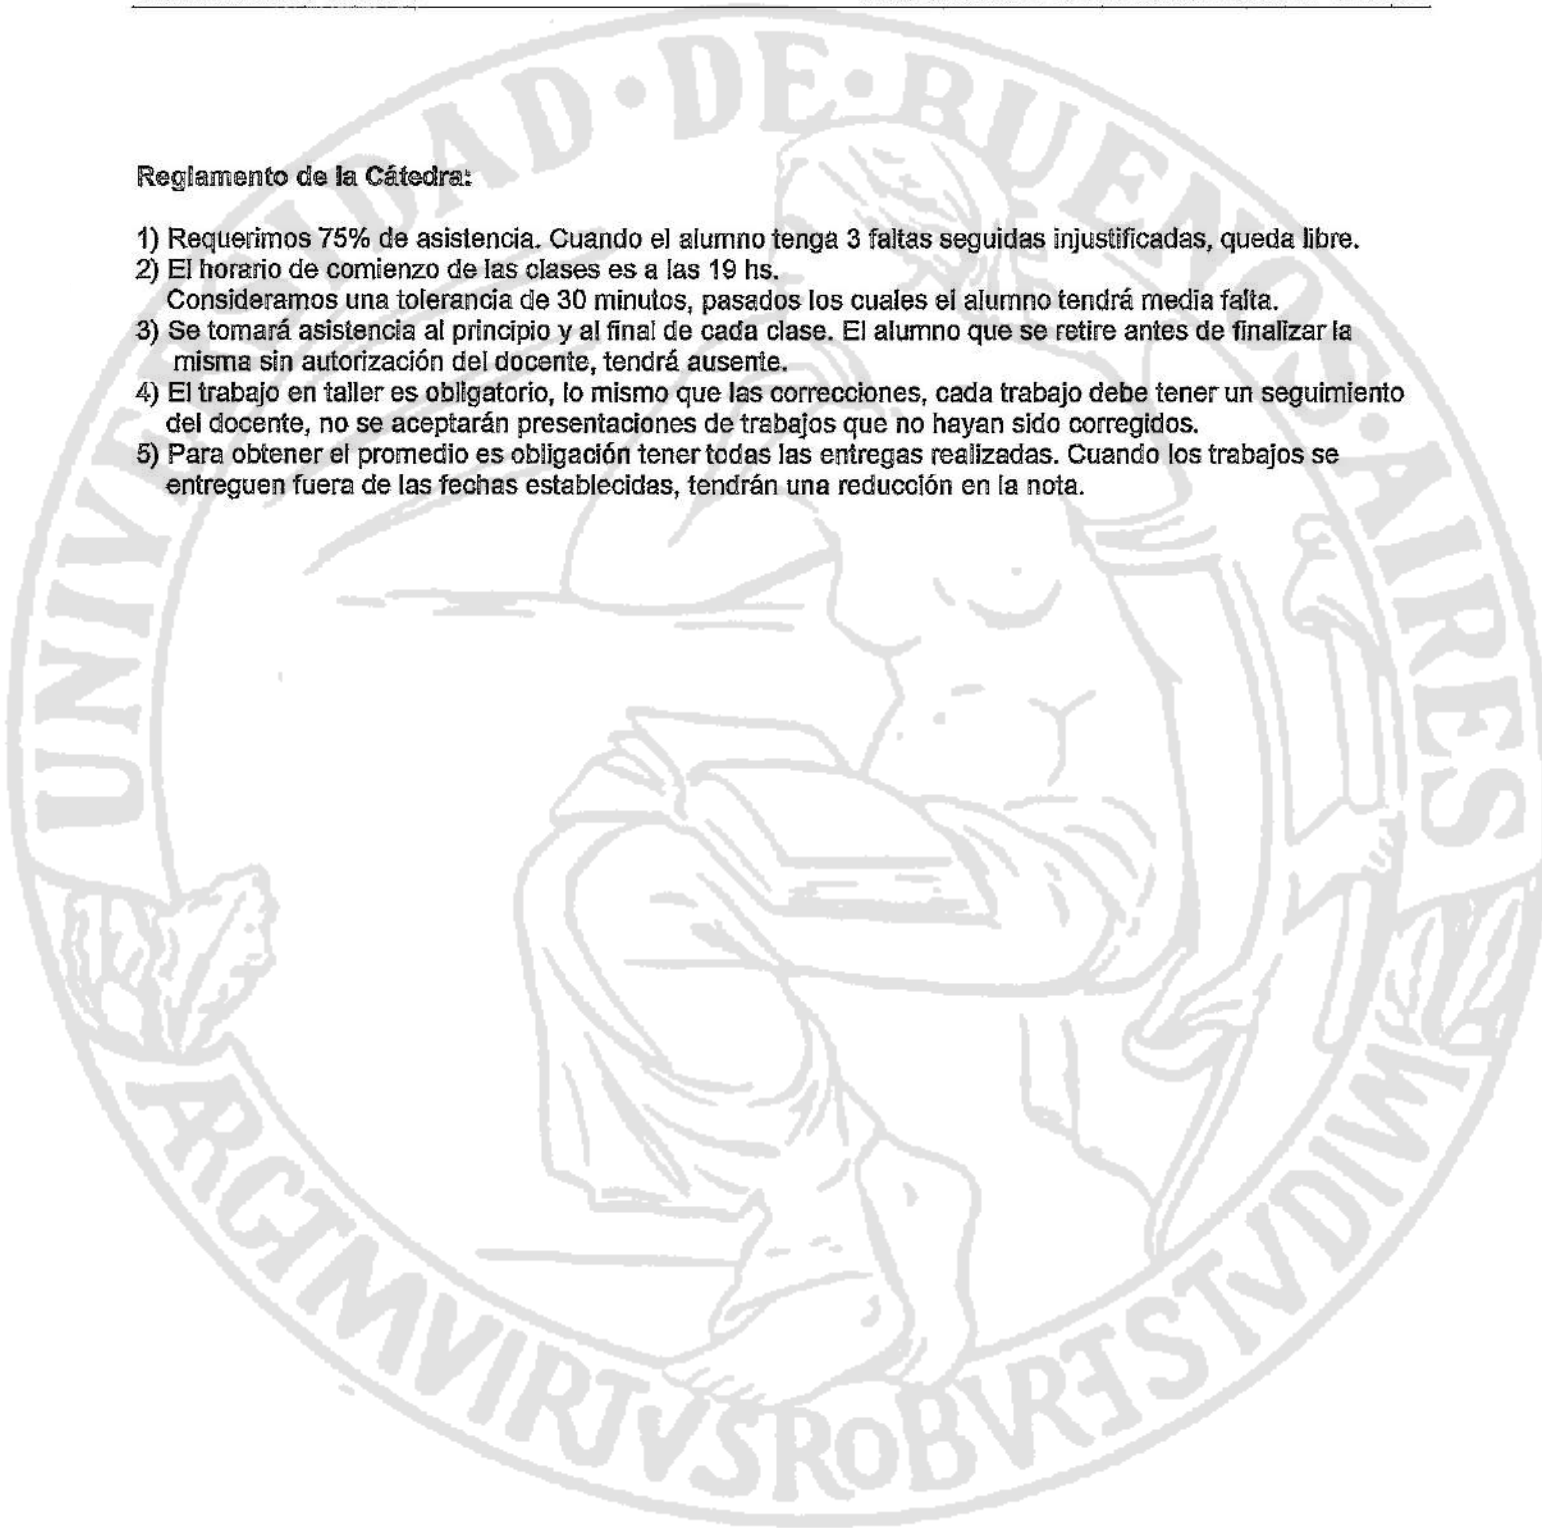 Reglamento de la Cátedra:
1) Requerimos 75% de asistencia. Cuando el alumno tenga 3 faltas seguidas injustificadas, queda libre.
2) El horario de comienzo de las clases es a las 19 hs.
Consideramos una tolerancia de 30 minutos, pasados los cuales el alumno tendrá media falta.
3) Se tomará asistencia al principio y al final de cada clase. El alumno que se retire antes de finalizar la
misma sin autorización del docente, tendrá ausente.
4) El trabajo en taller es obligatorio, lo mismo que las correcciones, cada trabajo debe tener un seguimiento
del docente, no se aceptarán presentaciones de trabajos que no hayan sido corregidos.
5) Para obtener el promedio es obligación tener todas las entregas realizadas. Cuando los trabajos se
entreguen fuera de las fechas establecidas, tendrán una reducción en la nota.
UNIVERSIDAD·DE·BUENOS·AIRES
ARGTMVIRTVSROBVRETSTVDIVM